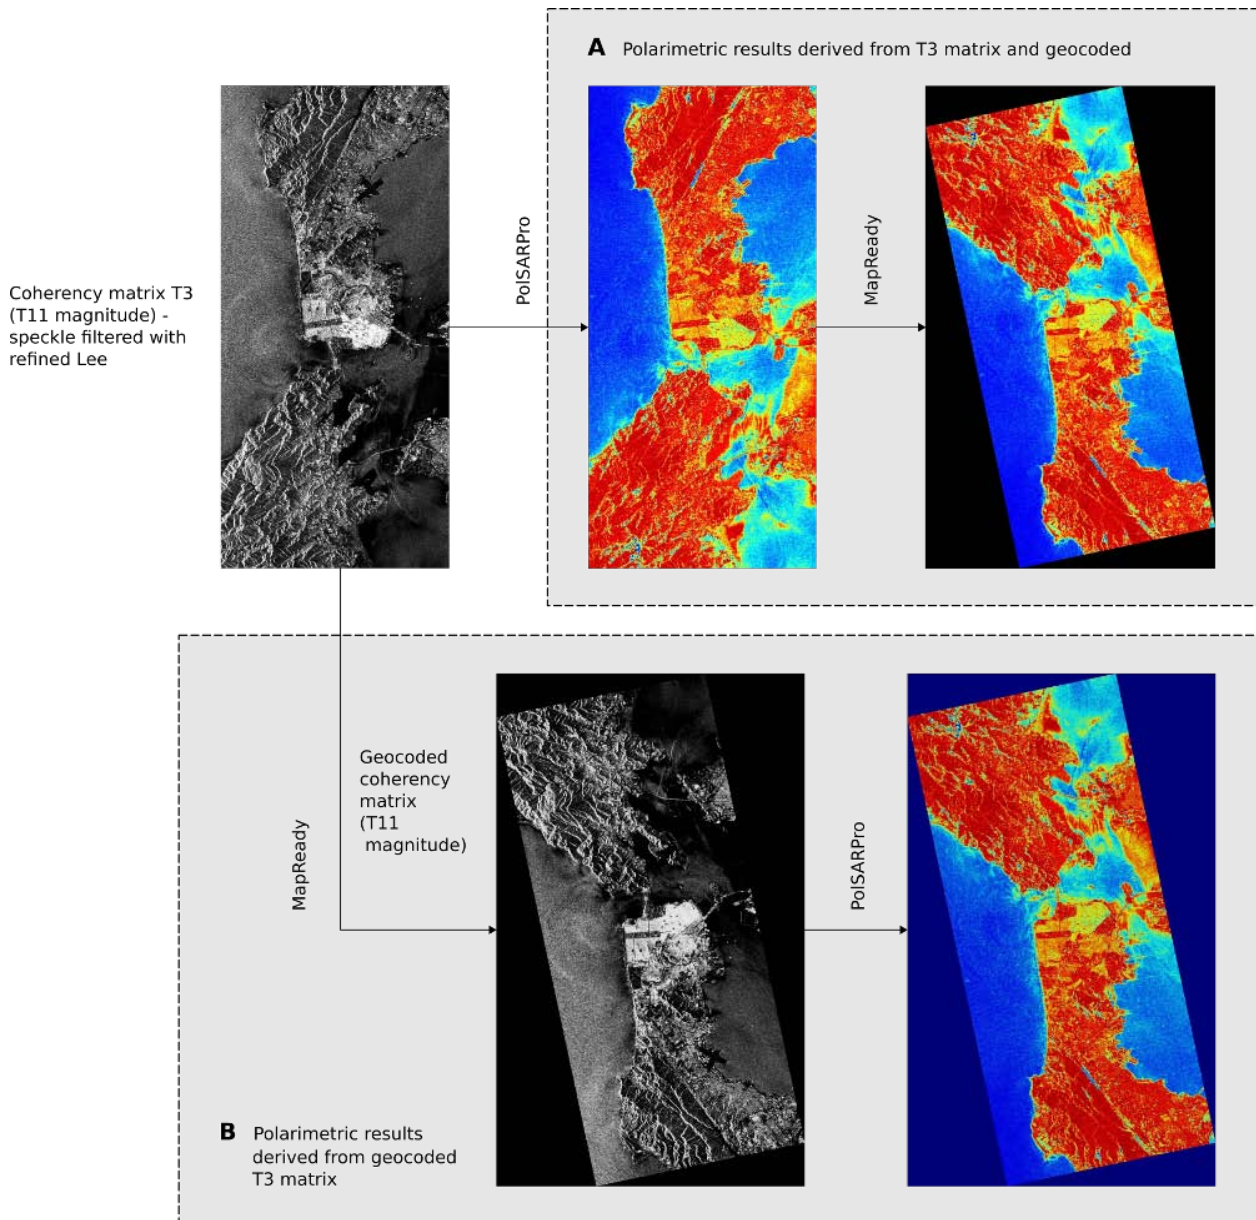 A Polarimetric results derived from T3 matrix and geocoded
PolSARPro
MapReady
Coherency matrix T3
(T11 magnitude) -
speckle filtered with
refined Lee
Geocoded
coherency
matrix
(T11
magnitude)
MapReady
PolSARPro
B Polarimetric results
derived from geocoded
T3 matrix